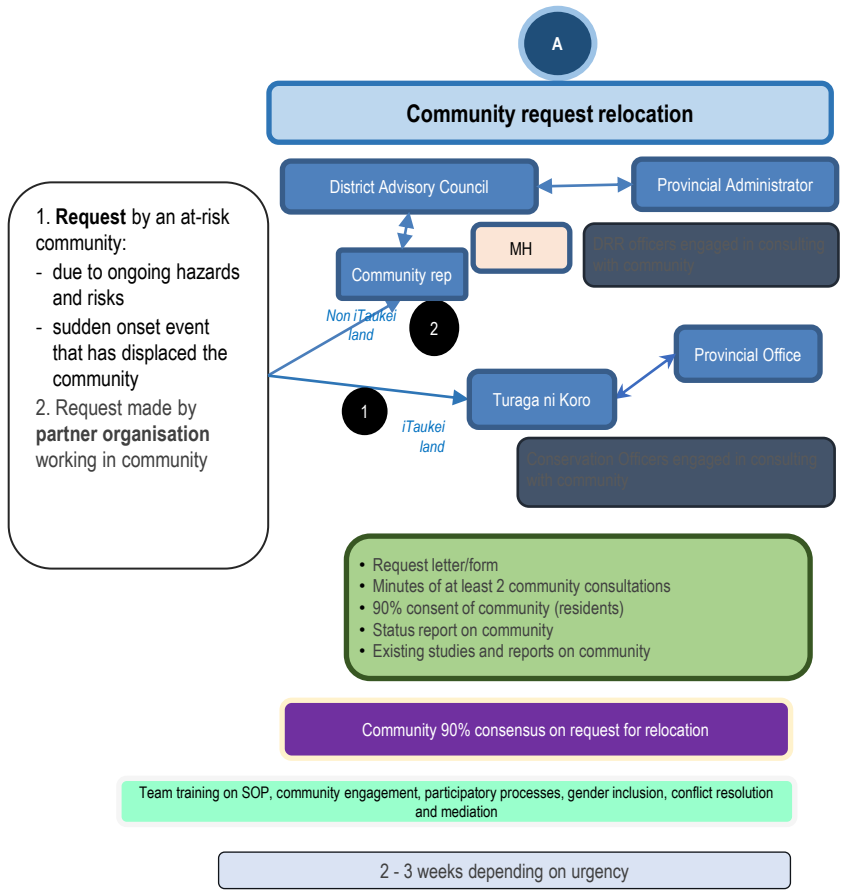 A
Community request relocation
District Advisory Council
Provincial Administrator
1. Request by an at-risk
community:
- due to ongoing hazards
and risks
- sudden onset event
that has displaced the
community
2. Request made by
partner organisation
working in community
MH
DRR officers engaged in consulting
with community
Community rep
Non iTaukei
land
2
Provincial Office
1
iTaukei
land
Turaga ni Koro
Conservation Officers engaged in consulting
with community
• Request letter/form
• Minutes of at least 2 community consultations
• 90% consent of community (residents)
• Status report on community
• Existing studies and reports on community
Community 90% consensus on request for relocation
Team training on SOP, community engagement, participatory processes, gender inclusion, conflict resolution
and mediation
2 - 3 weeks depending on urgency